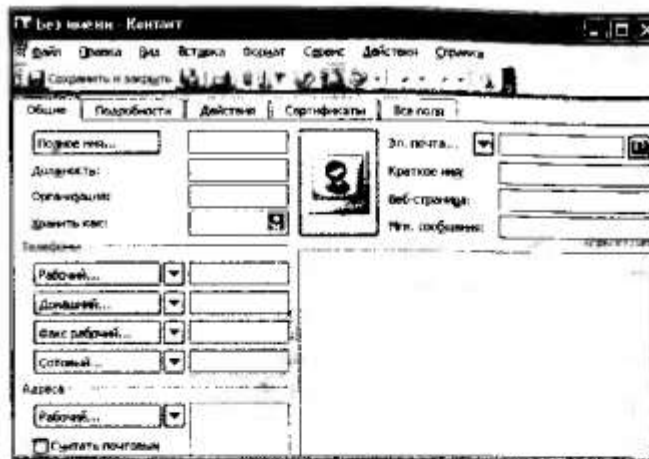 Без имени - Контакт
Файл Правка Вид Вставка Формат Сервис Действия Справка
Сохранить и закрыть
Общие Подробности Действия Сертификаты Все поля
Полное имя...
Должность:
Организация:
Хранить как:
Эл. почта...
Краткое имя:
Веб-страница:
Мгн. сообщения:
Телефоны
Рабочий...
Домашний...
Факс рабочий...
Сотовый...
Адреса
Рабочий...
Считать почтовым